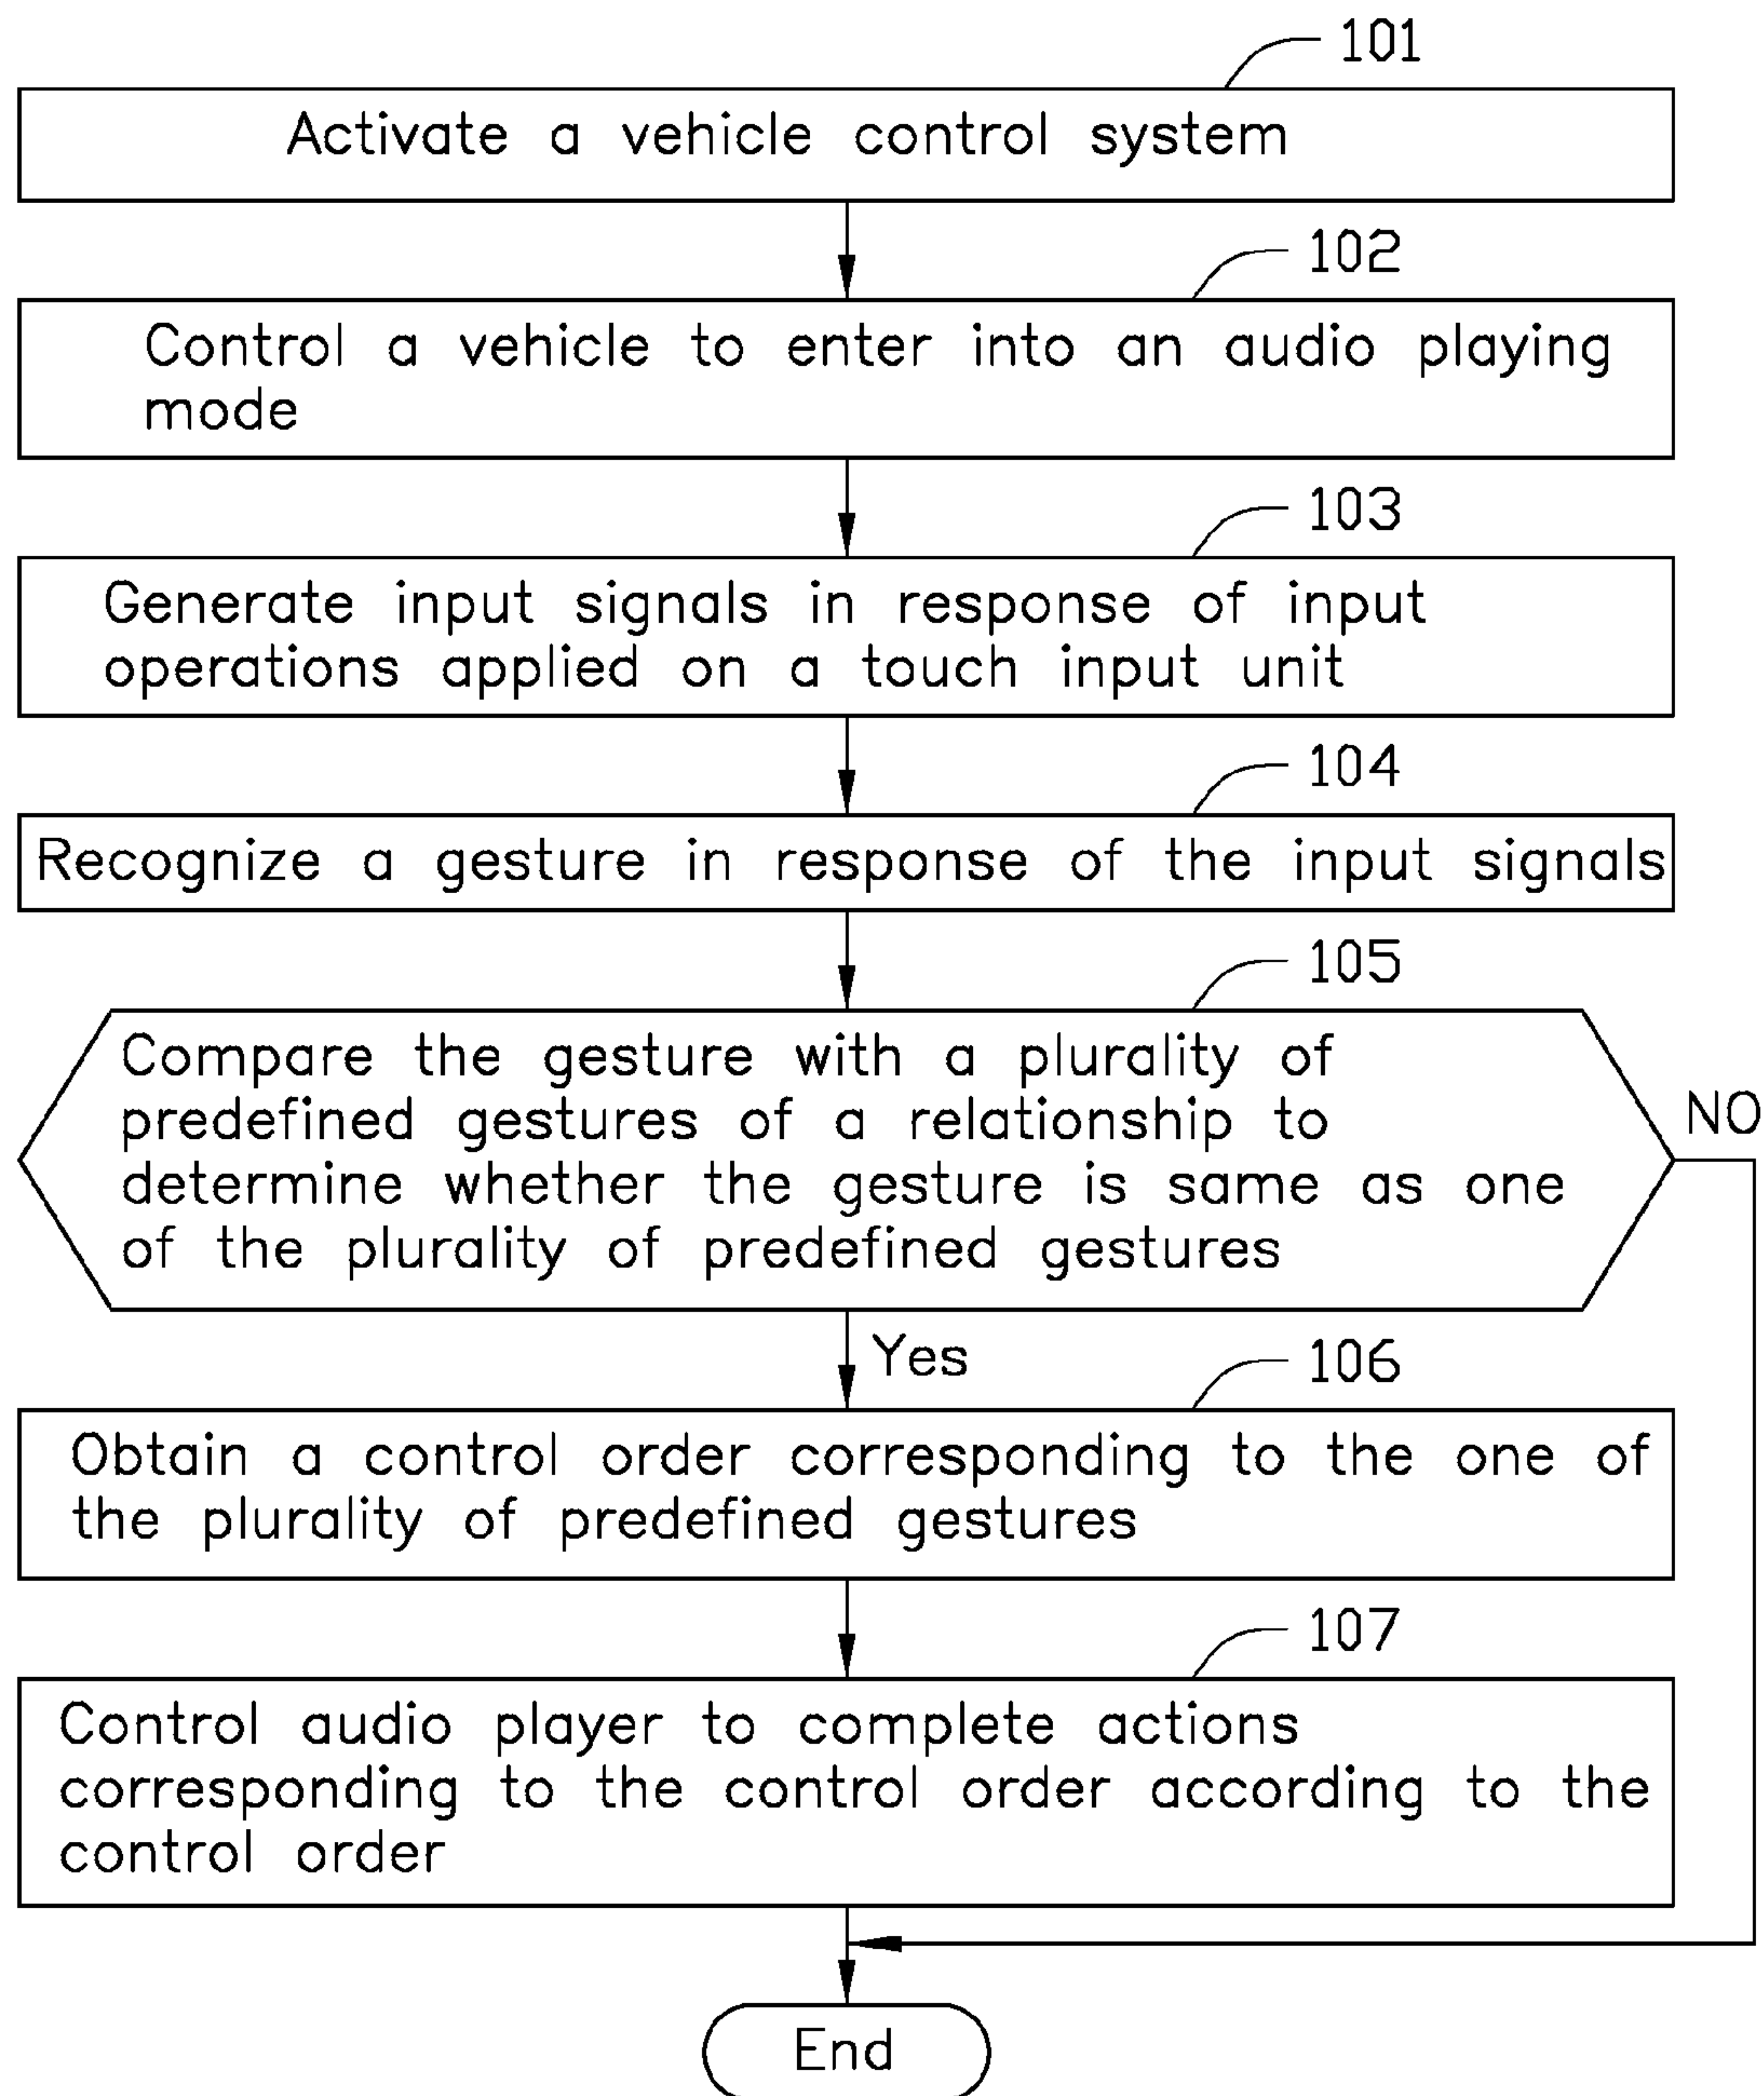 101
Activate a vehicle control system
102
Control a vehicle to enter into an audio playing
mode
103
Generate input signals in response of input
operations applied on a touch input unit
104
Recognize a gesture in response of the input signals
105
Compare the gesture with a plurality of
predefined gestures of a relationship to
determine whether the gesture is same as one
of the plurality of predefined gestures
NO
Yes
106
Obtain a control order corresponding to the one of
the plurality of predefined gestures
107
Control audio player to complete actions
corresponding to the control order according to the
control order
End